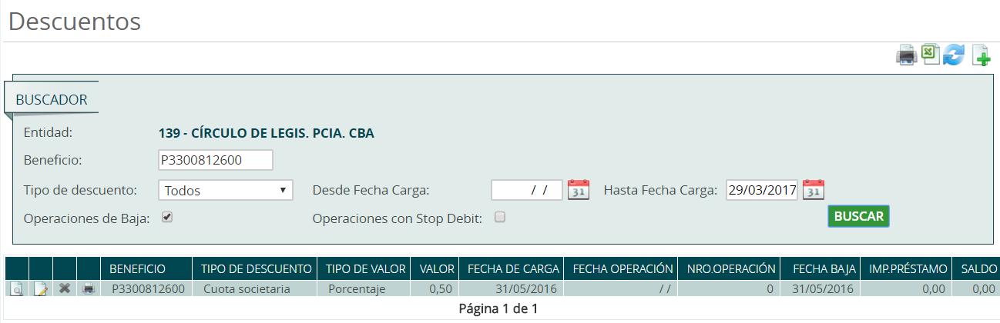 Descuentos
BUSCADOR
Entidad: 139 - CÍRCULO DE LEGIS. PCIA. CBA
Beneficio: P3300812600
Tipo de descuento: Todos Desde Fecha Carga: / / 31 Hasta Fecha Carga: 29/03/2017 31
Operaciones de Baja: Operaciones con Stop Debit: BUSCAR
BENEFICIO TIPO DE DESCUENTO TIPO DE VALOR VALOR FECHA DE CARGA FECHA OPERACIÓN NRO.OPERACIÓN FECHA BAJA IMP.PRÉSTAMO SALDO
P3300812600 Cuota societaria Porcentaje 0,50 31/05/2016 / / 0 31/05/2016 0,00 0,00
Página 1 de 1